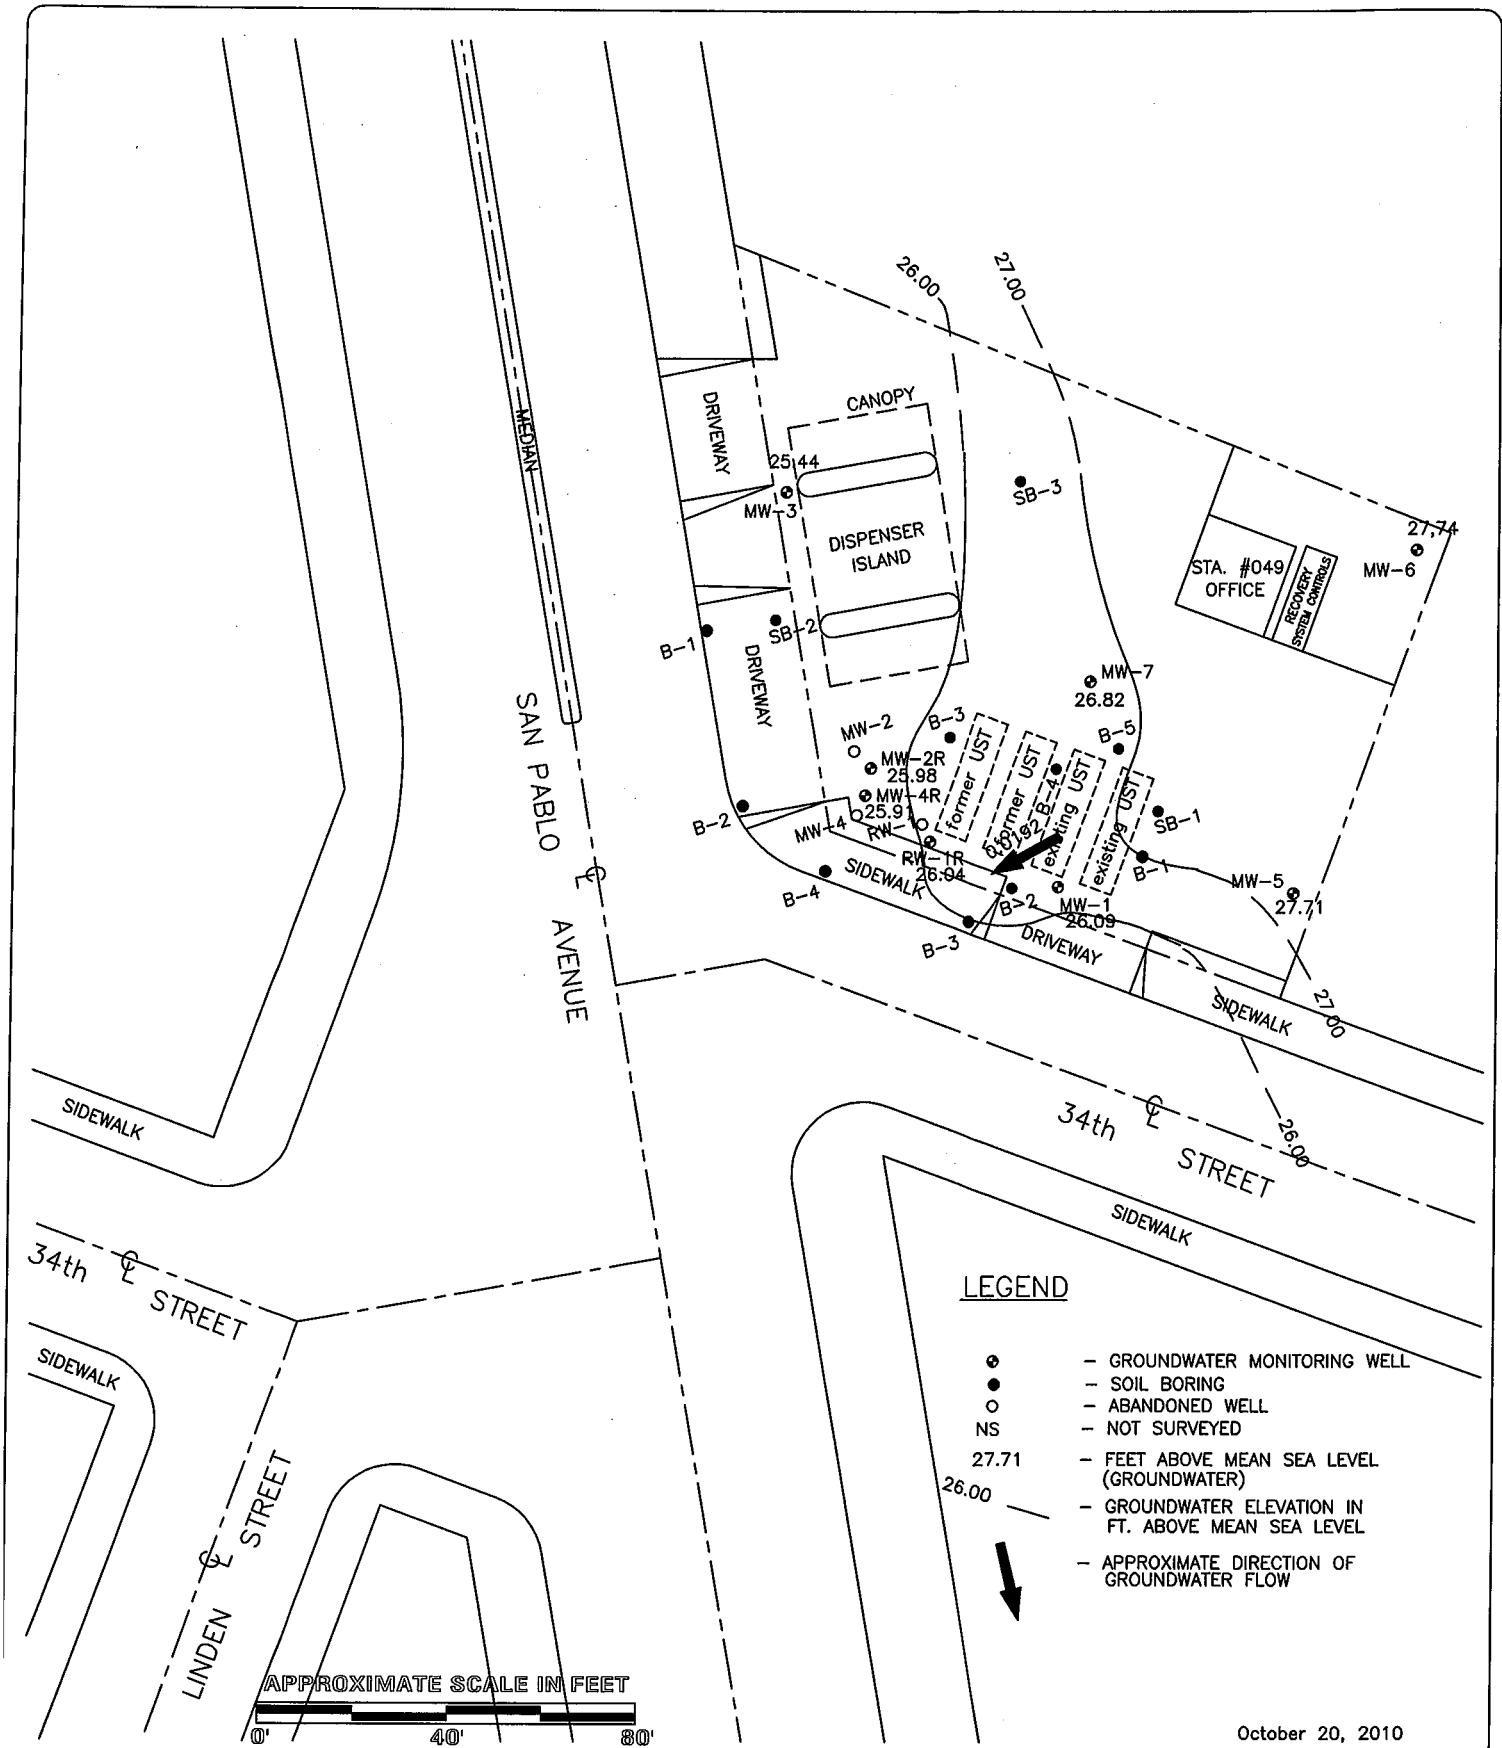 26.00
27.00
CANOPY
DRIVEWAY
MEDIAN
25.44
MW-3
SB-3
DISPENSER
ISLAND
27,74
MW-6
STA. #049
OFFICE
RECOVERY
SYSTEM CONTROLS
B-1
SB-2
DRIVEWAY
MW-7
26.82
SAN PABLO
AVENUE
MW-2
B-3
B-5
MW-2R
25.98
former UST
former UST
existing UST
existing UST
B-4
MW-4R
25.91
B-2
MW-4
RW-1
SB-1
0.0192
RW-1R
26.04
SIDEWALK
B-1
B-4
MW-5
27.71
B-2
MW-1
26.09
B-3
DRIVEWAY
SIDEWALK
27.00
SIDEWALK
34th
STREET
26.00
SIDEWALK
34th
STREET
SIDEWALK
LINDEN
STREET
LEGEND
- GROUNDWATER MONITORING WELL
- SOIL BORING
- ABANDONED WELL
NS - NOT SURVEYED
27.71 - FEET ABOVE MEAN SEA LEVEL
(GROUNDWATER)
26.00 - GROUNDWATER ELEVATION IN
FT. ABOVE MEAN SEA LEVEL
- APPROXIMATE DIRECTION OF
GROUNDWATER FLOW
APPROXIMATE SCALE IN FEET
0' 40' 80'
October 20, 2010